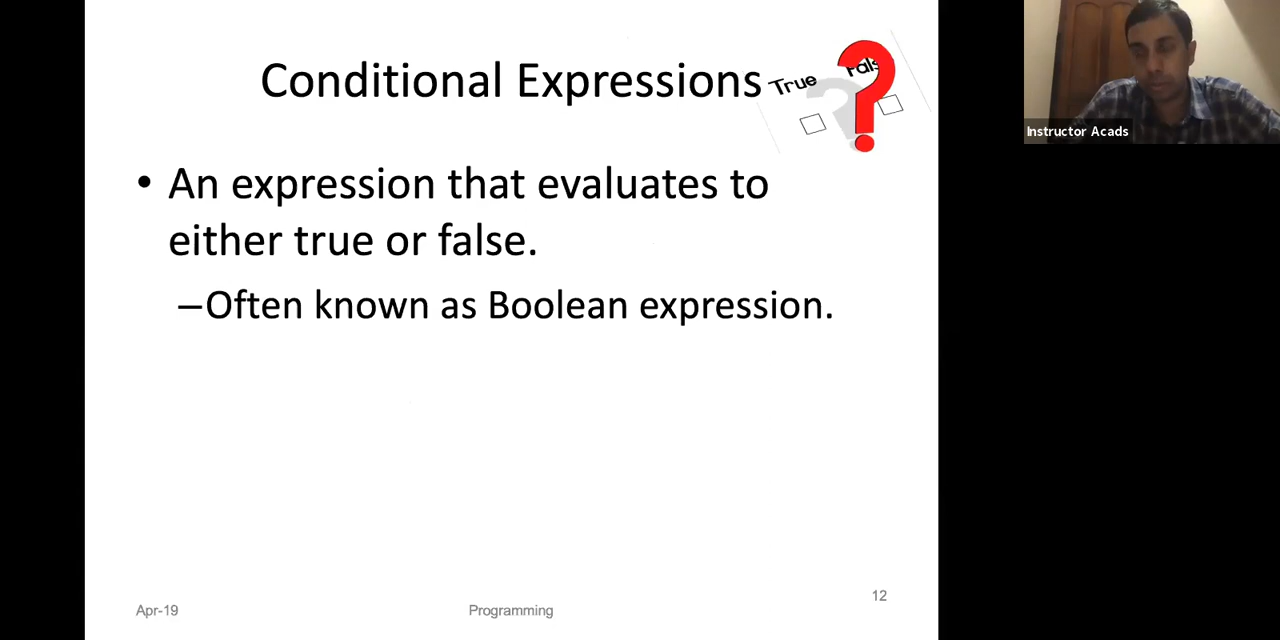 Conditional Expressions
True
Fals
• An expression that evaluates to
either true or false.
–Often known as Boolean expression.
Apr-19
Programming
12
Instructor Acads